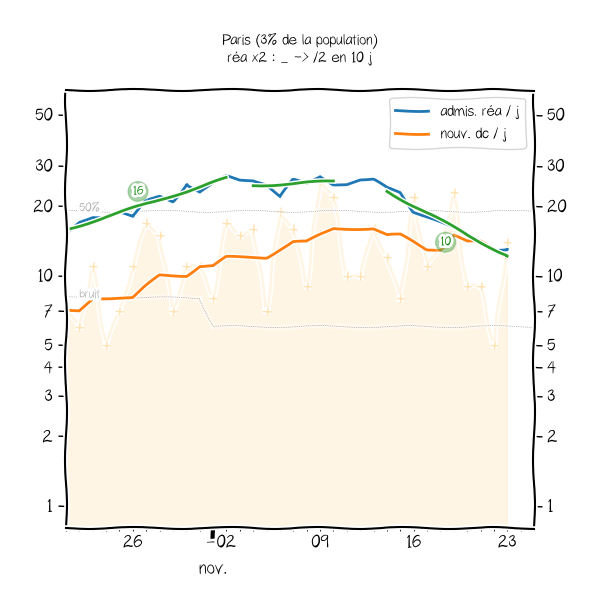 Paris (3% de la population)
réa x2 : _ -> /2 en 10 j
admis. réa / j
nouv. dc / j
50 50
30 30
20 20
10 10
7 7
5 5
4 4
3 3
2 2
1 1
16
50%
10
bruit
26 02 09 16 23
nov.